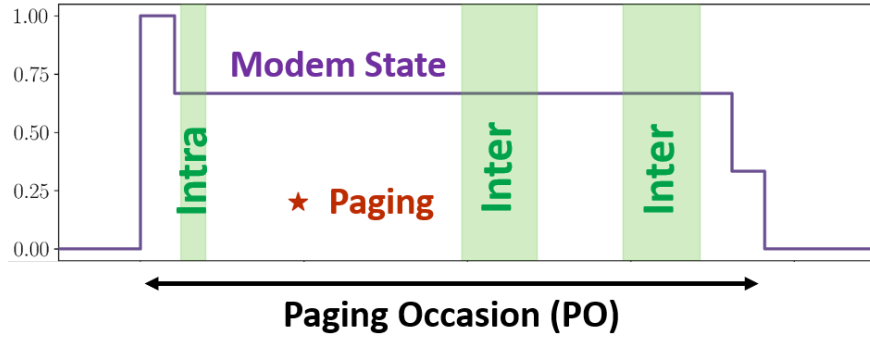 1.00
0.75
0.50
0.25
0.00
Modem State
Intra
Paging
Inter
Inter
Paging Occasion (PO)